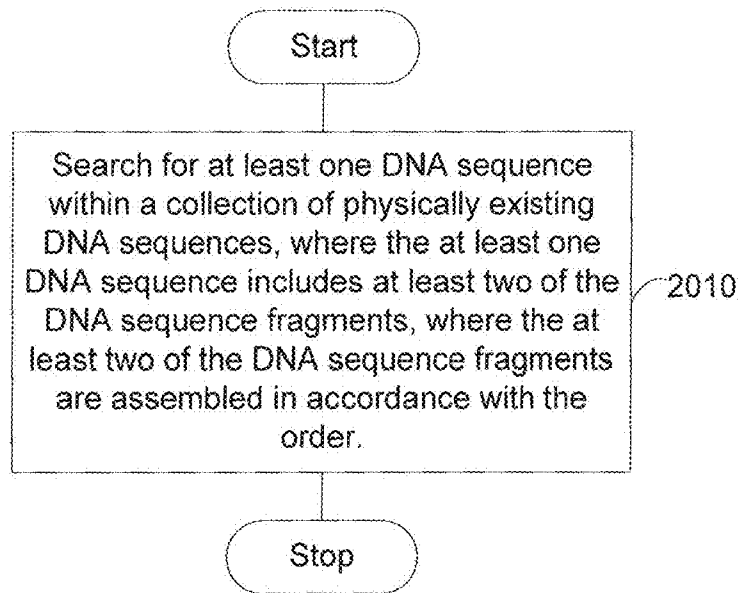 Start
Search for at least one DNA sequence
within a collection of physically existing
DNA sequences, where the at least one
DNA sequence includes at least two of the
DNA sequence fragments, where the at
least two of the DNA sequence fragments
are assembled in accordance with the
order.
2010
Stop